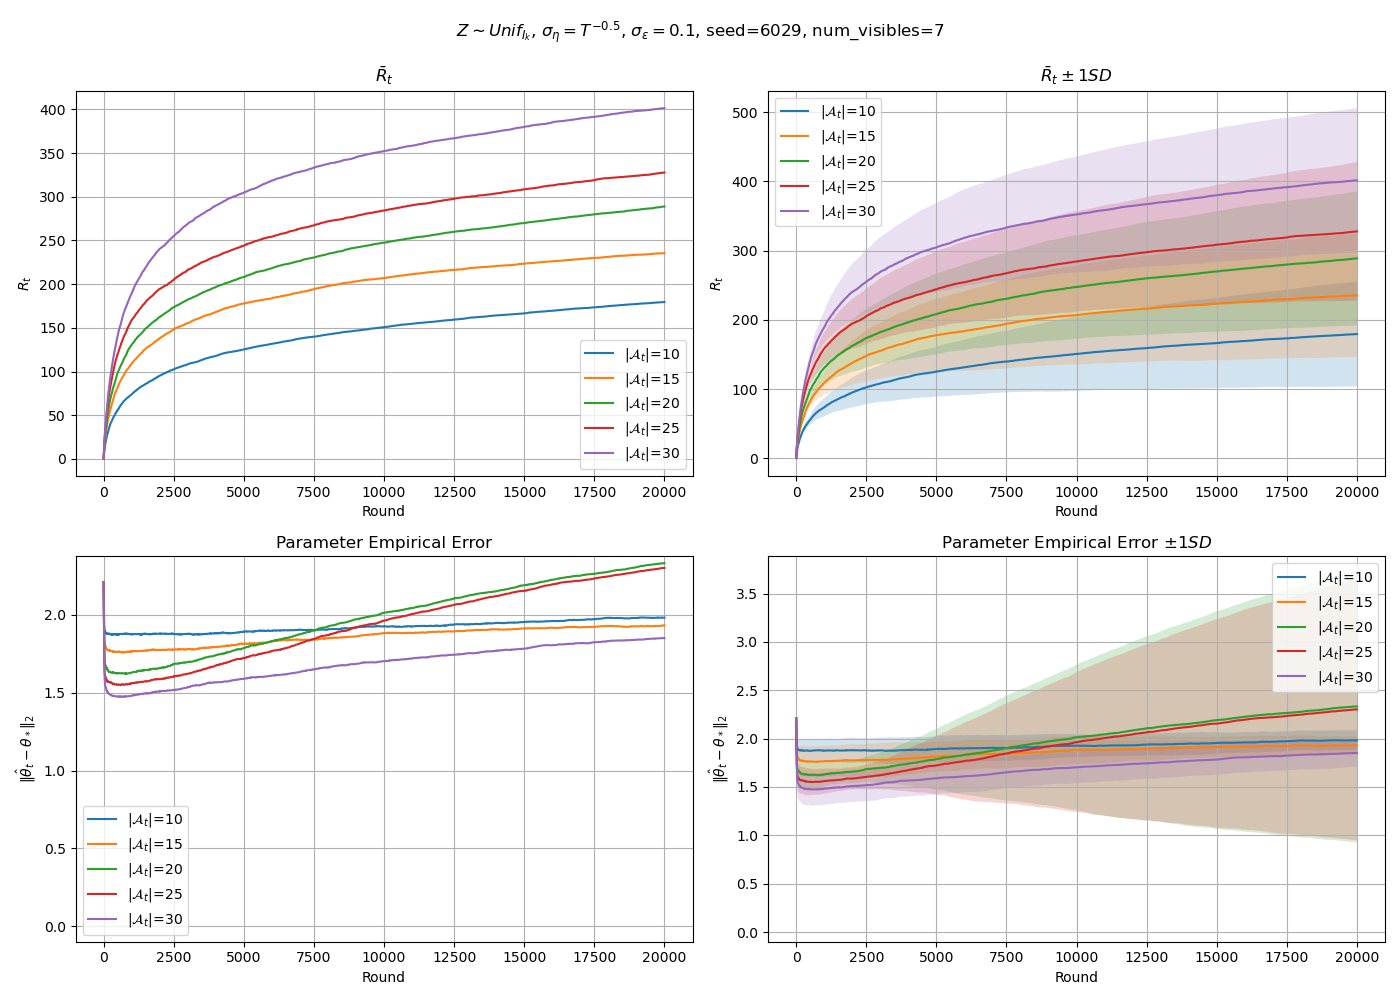 Z ∼ Unif_{I_k}, σ_η = T^{−0.5}, σ_ε = 0.1, seed=6029, num_visibles=7
R̄_t
R_t
400
350
300
250
200
150
100
50
0
|𝒜_t|=10
|𝒜_t|=15
|𝒜_t|=20
|𝒜_t|=25
|𝒜_t|=30
0 2500 5000 7500 10000 12500 15000 17500 20000
Round
R̄_t ± 1SD
R_t
500
400
300
200
100
0
|𝒜_t|=10
|𝒜_t|=15
|𝒜_t|=20
|𝒜_t|=25
|𝒜_t|=30
0 2500 5000 7500 10000 12500 15000 17500 20000
Round
Parameter Empirical Error
‖θ̂_t − θ_*‖_2
2.0
1.5
1.0
0.5
0.0
|𝒜_t|=10
|𝒜_t|=15
|𝒜_t|=20
|𝒜_t|=25
|𝒜_t|=30
0 2500 5000 7500 10000 12500 15000 17500 20000
Round
Parameter Empirical Error ±1SD
‖θ̂_t − θ_*‖_2
3.5
3.0
2.5
2.0
1.5
1.0
0.5
0.0
|𝒜_t|=10
|𝒜_t|=15
|𝒜_t|=20
|𝒜_t|=25
|𝒜_t|=30
0 2500 5000 7500 10000 12500 15000 17500 20000
Round